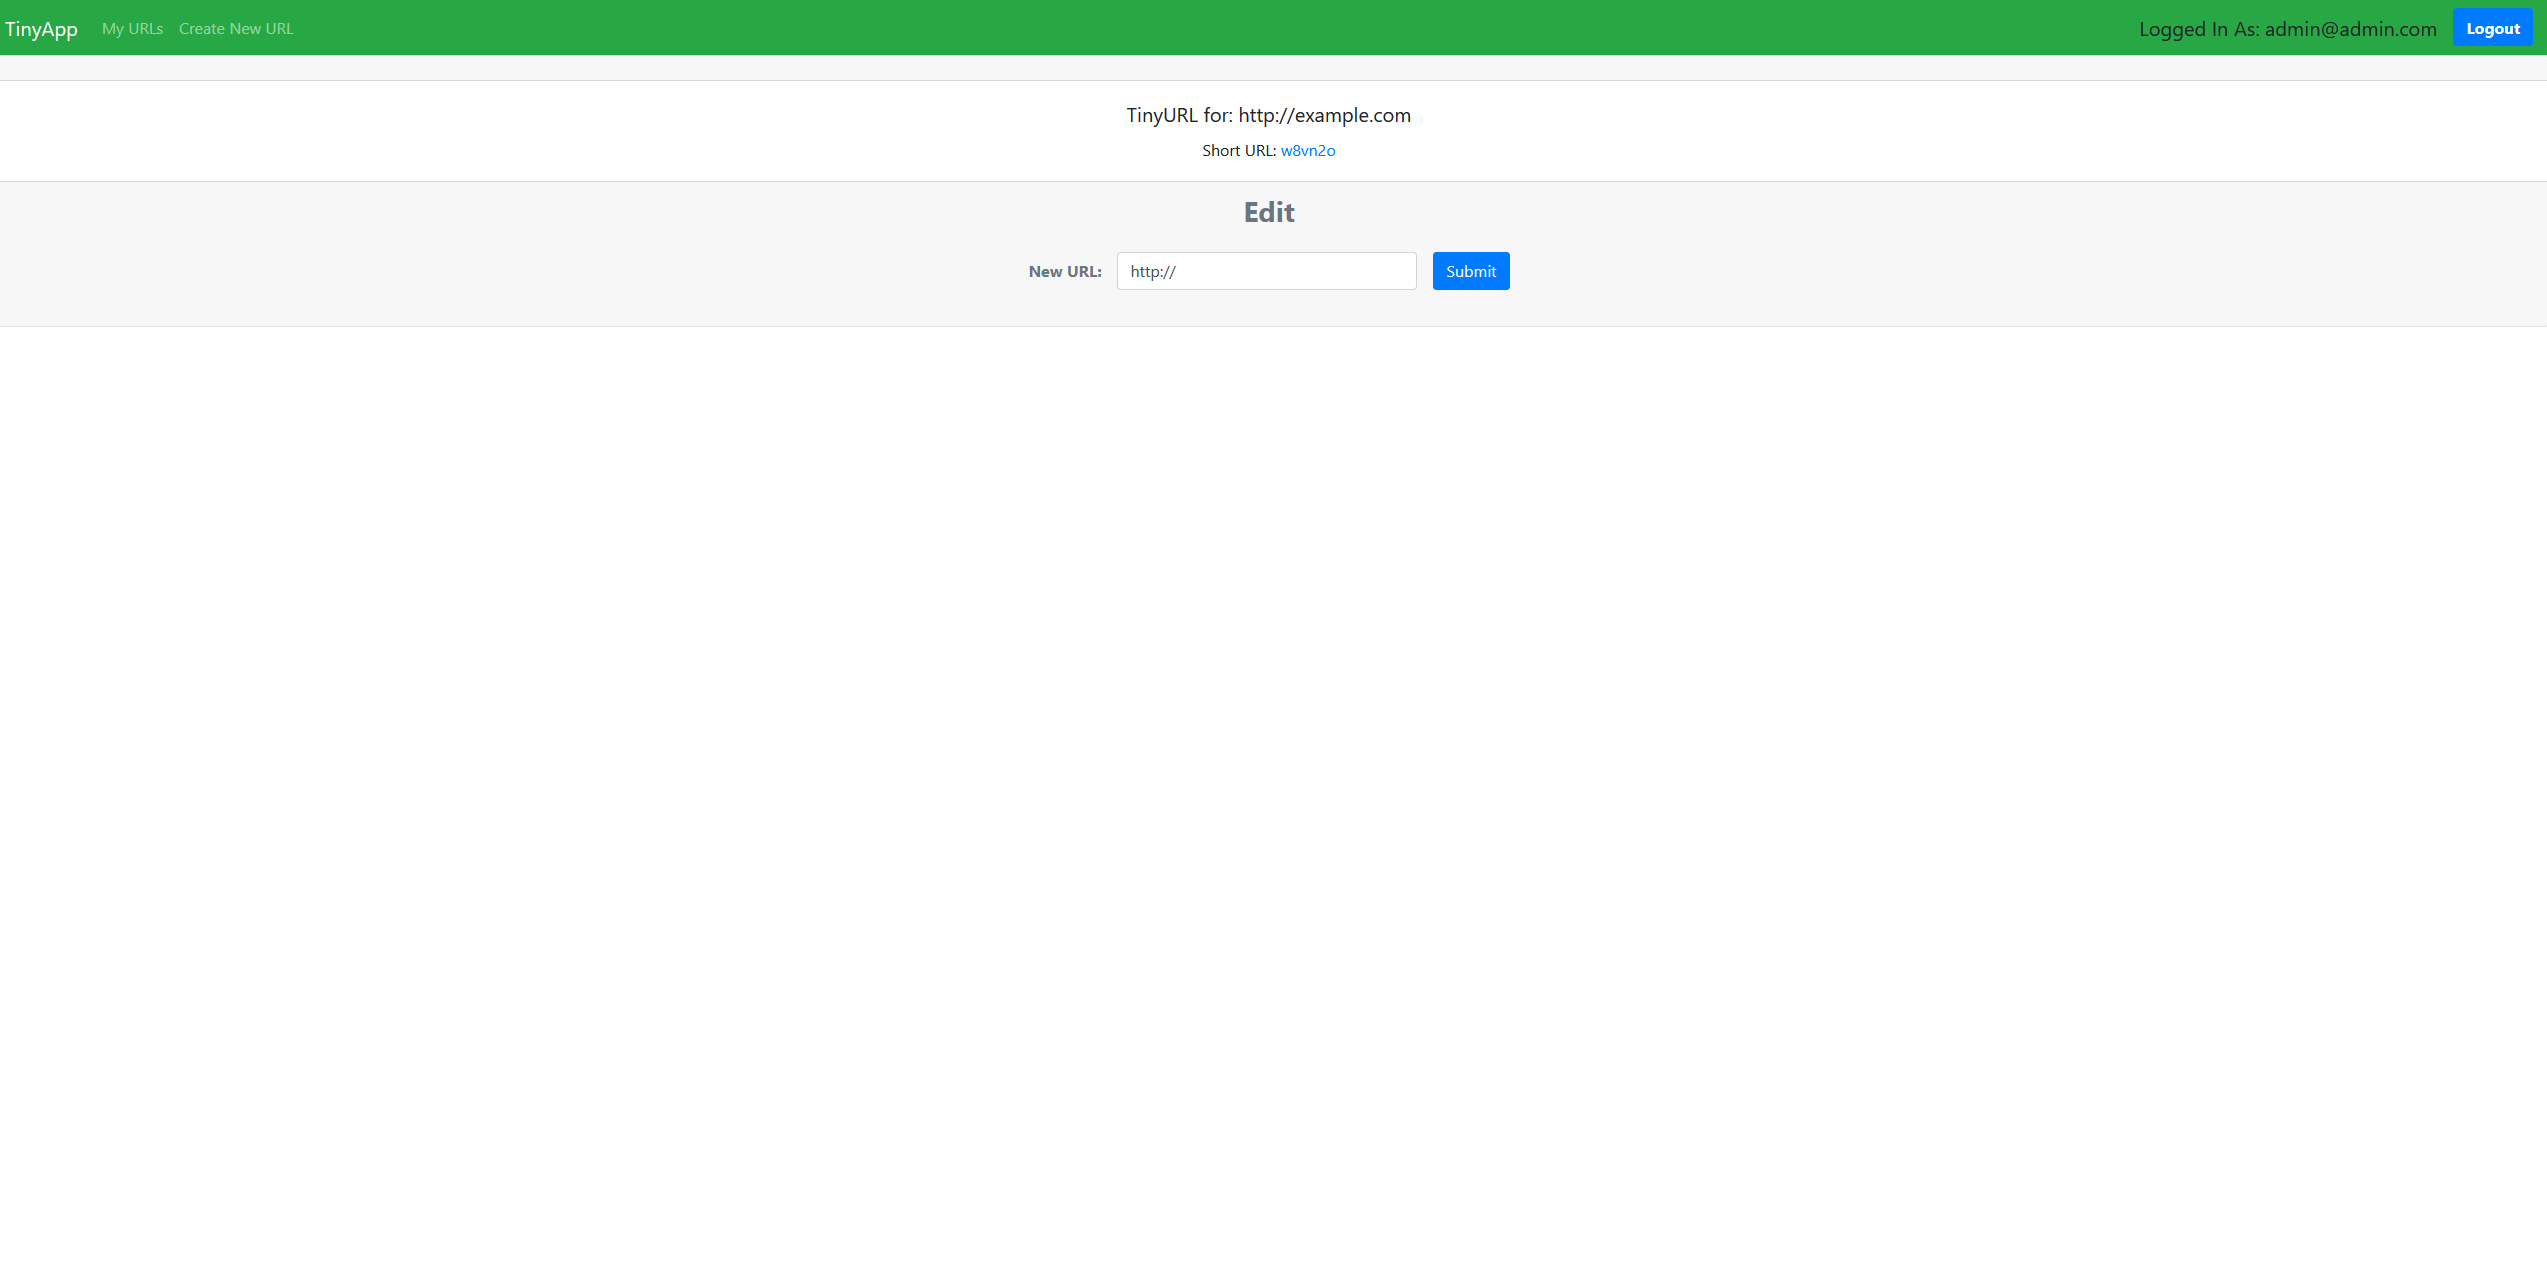 TinyApp My URLs Create New URL Logged In As: admin@admin.com Logout
TinyURL for: http://example.com
Short URL: w8vn2o
Edit
New URL: http:// Submit